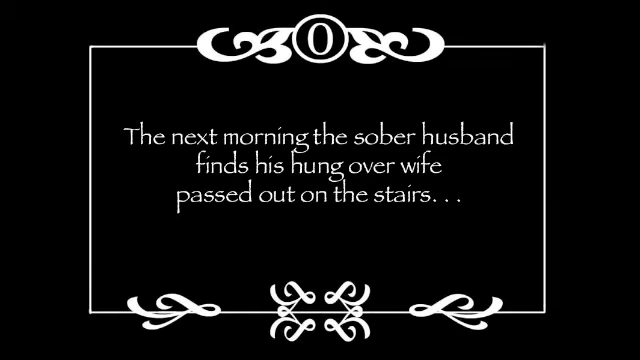 O
The next morning the sober husband
finds his hung over wife
passed out on the stairs. . .